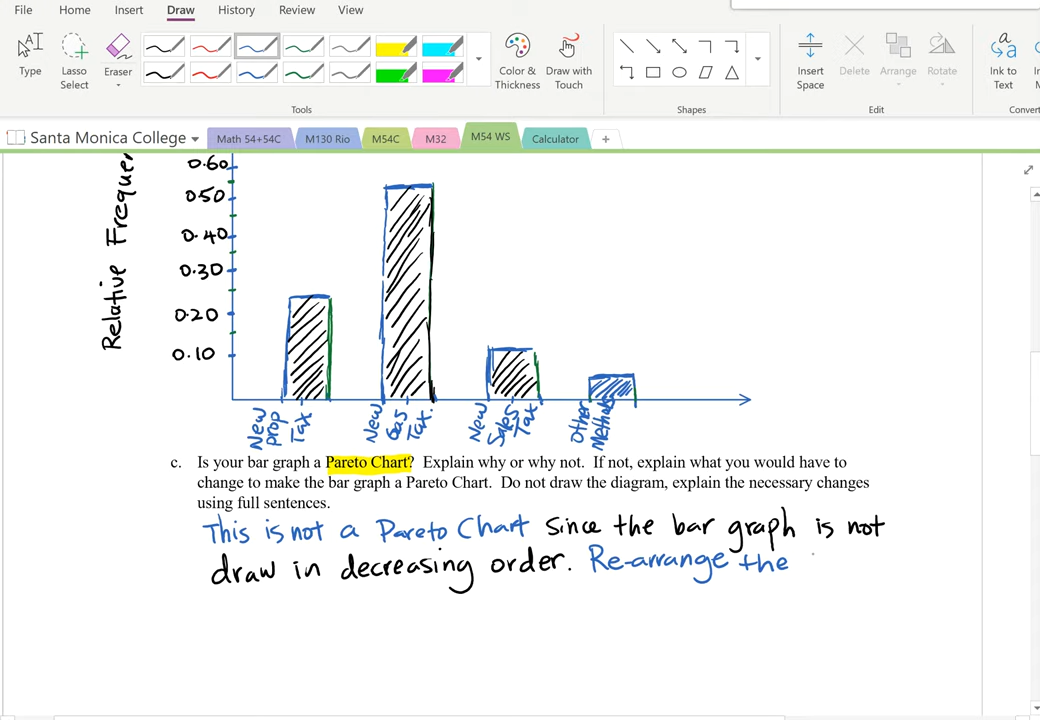 File Home Insert Draw History Review View
Type
Lasso Select
Eraser
Color & Thickness
Draw with Touch
Insert Space
Delete
Arrange
Rotate
Ink to Text
Tools
Shapes
Edit
Santa Monica College Math 54+54C M130 Rio M54C M32 M54 WS Calculator
Relative
0.60
0.50
0.40
0.30
0.20
0.10
New prop Tax
New Gas Tax.
New Sales Tax
Other Methods
c. Is your bar graph a Pareto Chart? Explain why or why not. If not, explain what you would have to
change to make the bar graph a Pareto Chart. Do not draw the diagram, explain the necessary changes
using full sentences.
This is not a Pareto Chart since the bar graph is not
draw in decreasing order. Re-arrange the